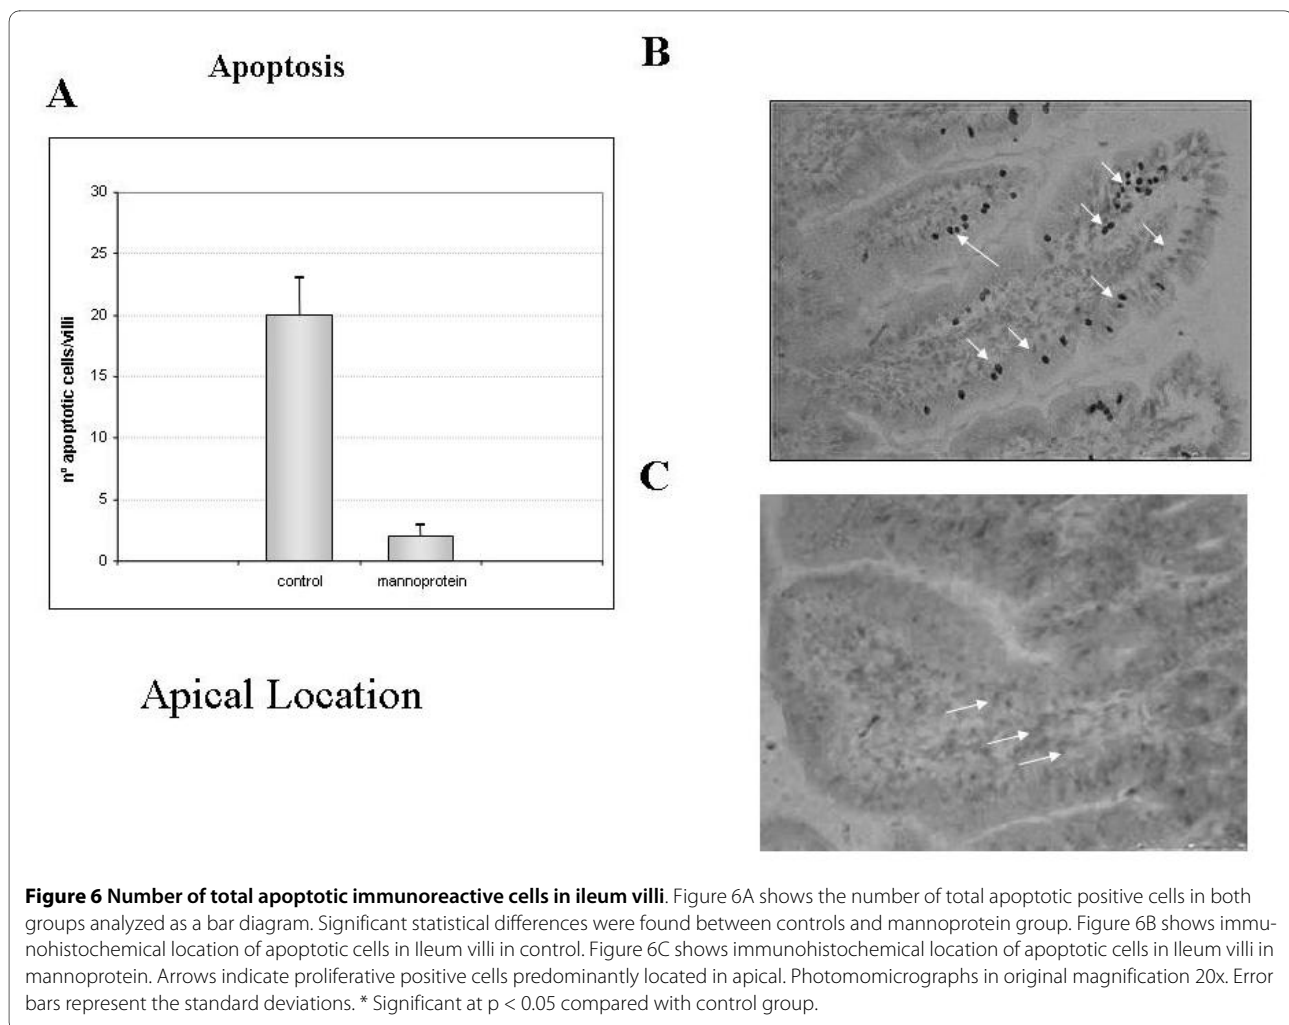 Apoptosis
A
B
30
25
20
15
10
5
0
nº apoptotic cells/villi
control mannoprotein
C
Apical Location
Figure 6 Number of total apoptotic immunoreactive cells in ileum villi. Figure 6A shows the number of total apoptotic positive cells in both
groups analyzed as a bar diagram. Significant statistical differences were found between controls and mannoprotein group. Figure 6B shows immu-
nohistochemical location of apoptotic cells in Ileum villi in control. Figure 6C shows immunohistochemical location of apoptotic cells in Ileum villi in
mannoprotein. Arrows indicate proliferative positive cells predominantly located in apical. Photomomicrographs in original magnification 20x. Error
bars represent the standard deviations. * Significant at p < 0.05 compared with control group.